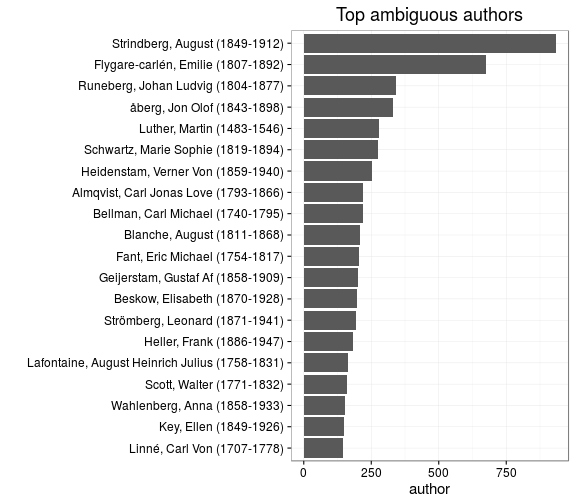 Top ambiguous authors
Strindberg, August (1849-1912)
Flygare-carlén, Emilie (1807-1892)
Runeberg, Johan Ludvig (1804-1877)
åberg, Jon Olof (1843-1898)
Luther, Martin (1483-1546)
Schwartz, Marie Sophie (1819-1894)
Heidenstam, Verner Von (1859-1940)
Almqvist, Carl Jonas Love (1793-1866)
Bellman, Carl Michael (1740-1795)
Blanche, August (1811-1868)
Fant, Eric Michael (1754-1817)
Geijerstam, Gustaf Af (1858-1909)
Beskow, Elisabeth (1870-1928)
Strömberg, Leonard (1871-1941)
Heller, Frank (1886-1947)
Lafontaine, August Heinrich Julius (1758-1831)
Scott, Walter (1771-1832)
Wahlenberg, Anna (1858-1933)
Key, Ellen (1849-1926)
Linné, Carl Von (1707-1778)
0 250 500 750
author